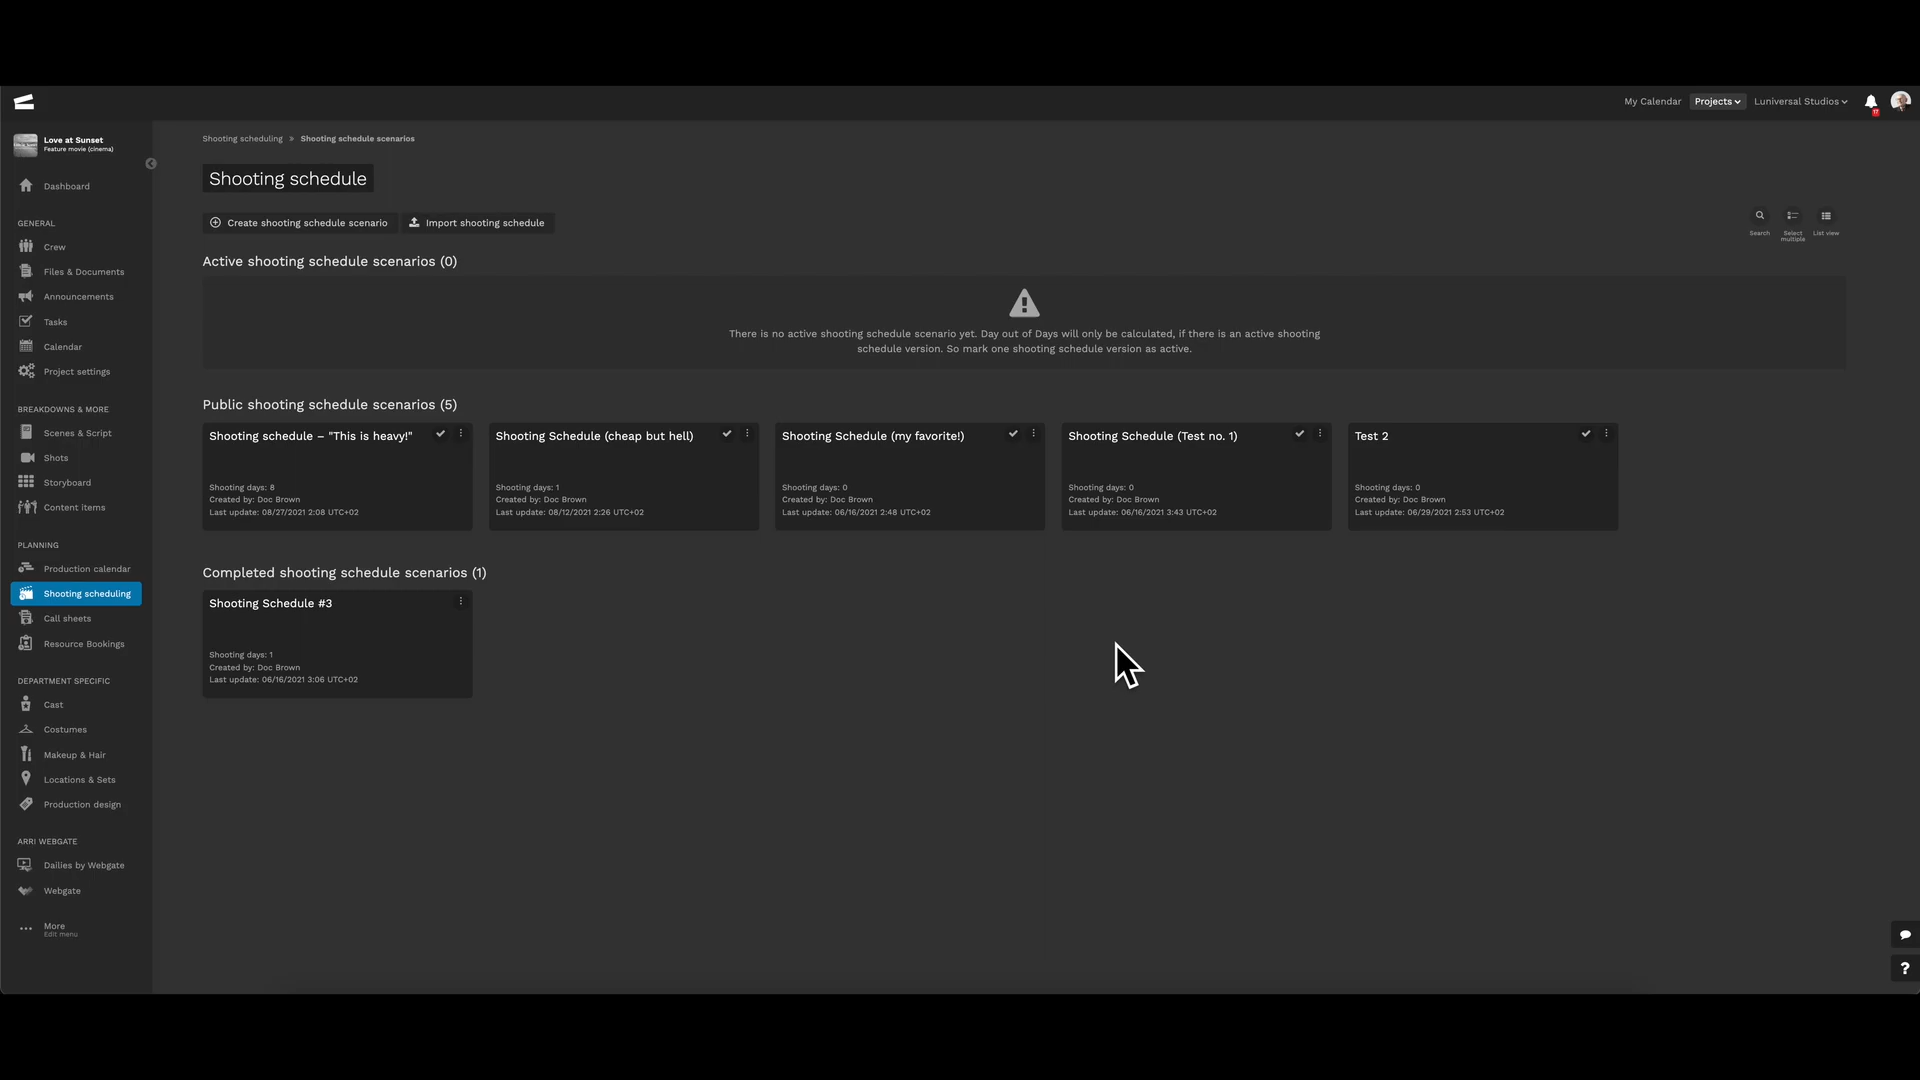 My Calendar
Projects
Luniversal Studios
17
Love at Sunset
Feature movie (cinema)
Dashboard
GENERAL
Crew
Files & Documents
Announcements
Tasks
Calendar
Project settings
BREAKDOWNS & MORE
Scenes & Script
Shots
Storyboard
Content items
PLANNING
Production calendar
Shooting scheduling
Call sheets
Resource Bookings
DEPARTMENT SPECIFIC
Cast
Costumes
Makeup & Hair
Locations & Sets
Production design
ARRI WEBGATE
Dailies by Webgate
Webgate
More
Edit menu
Shooting scheduling » Shooting schedule scenarios
Shooting schedule
Create shooting schedule scenario
Import shooting schedule
Search
Select
multiple
List view
Active shooting schedule scenarios (0)
There is no active shooting schedule scenario yet. Day out of Days will only be calculated, if there is an active shooting
schedule version. So mark one shooting schedule version as active.
Public shooting schedule scenarios (5)
Shooting schedule – "This is heavy!"
Shooting days: 8
Created by: Doc Brown
Last update: 08/27/2021 2:08 UTC+02
Shooting Schedule (cheap but hell)
Shooting days: 1
Created by: Doc Brown
Last update: 08/12/2021 2:26 UTC+02
Shooting Schedule (my favorite!)
Shooting days: 0
Created by: Doc Brown
Last update: 06/16/2021 2:48 UTC+02
Shooting Schedule (Test no. 1)
Shooting days: 0
Created by: Doc Brown
Last update: 06/16/2021 3:43 UTC+02
Test 2
Shooting days: 0
Created by: Doc Brown
Last update: 06/29/2021 2:53 UTC+02
Completed shooting schedule scenarios (1)
Shooting Schedule #3
Shooting days: 1
Created by: Doc Brown
Last update: 06/16/2021 3:06 UTC+02
?